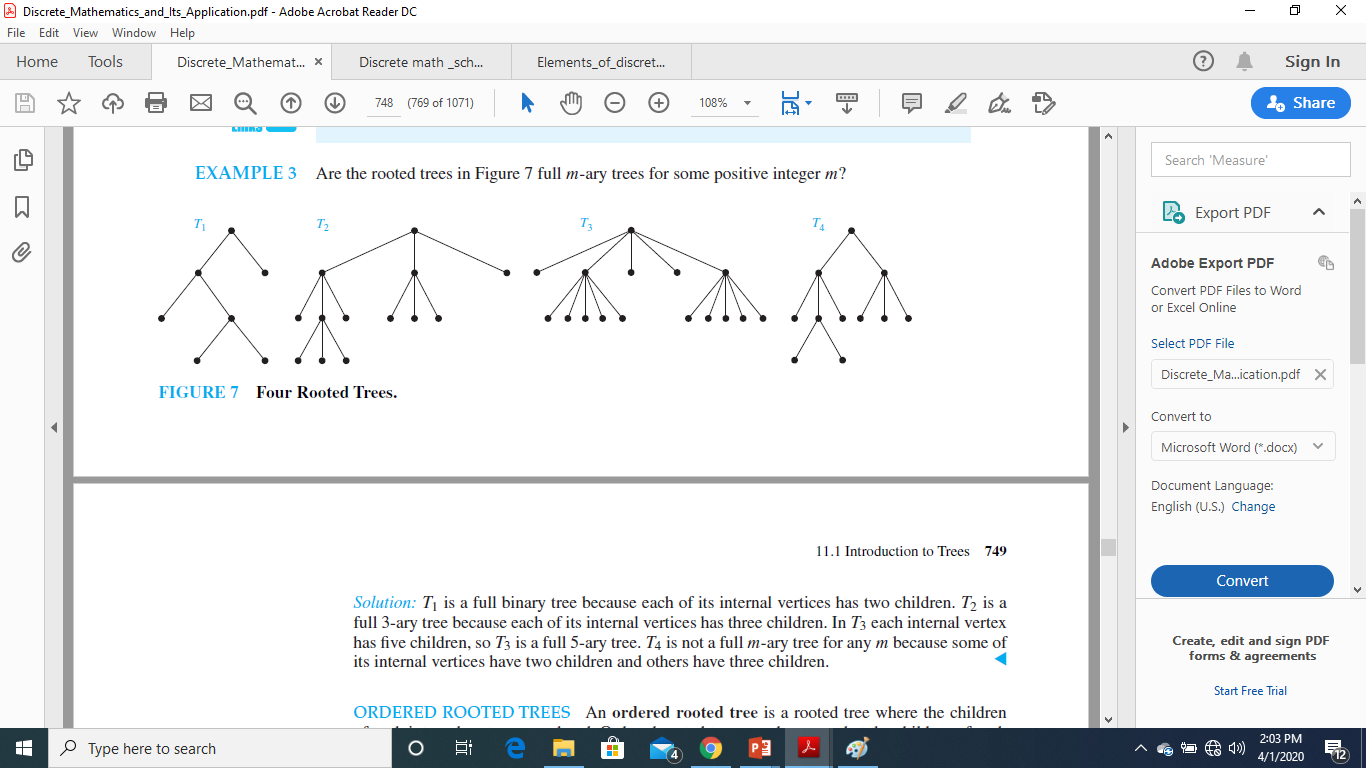 Discrete_Mathematics_and_Its_Application.pdf - Adobe Acrobat Reader DC
File Edit View Window Help
Home Tools Discrete_Mathemat... × Discrete math _sch... Elements_of_discret... Sign In
748 (769 of 1071) 108% Share
EXAMPLE 3 Are the rooted trees in Figure 7 full m-ary trees for some positive integer m?
T1 T2 T3 T4
FIGURE 7 Four Rooted Trees.
11.1 Introduction to Trees 749
Solution: T1 is a full binary tree because each of its internal vertices has two children. T2 is a
full 3-ary tree because each of its internal vertices has three children. In T3 each internal vertex
has five children, so T3 is a full 5-ary tree. T4 is not a full m-ary tree for any m because some of
its internal vertices have two children and others have three children.
ORDERED ROOTED TREES An ordered rooted tree is a rooted tree where the children
Search 'Measure'
Export PDF
Adobe Export PDF
Convert PDF Files to Word
or Excel Online
Select PDF File
Discrete_Ma...ication.pdf
Convert to
Microsoft Word (*.docx)
Document Language:
English (U.S.) Change
Convert
Create, edit and sign PDF
forms & agreements
Start Free Trial
Type here to search
4
2:03 PM
4/1/2020
12